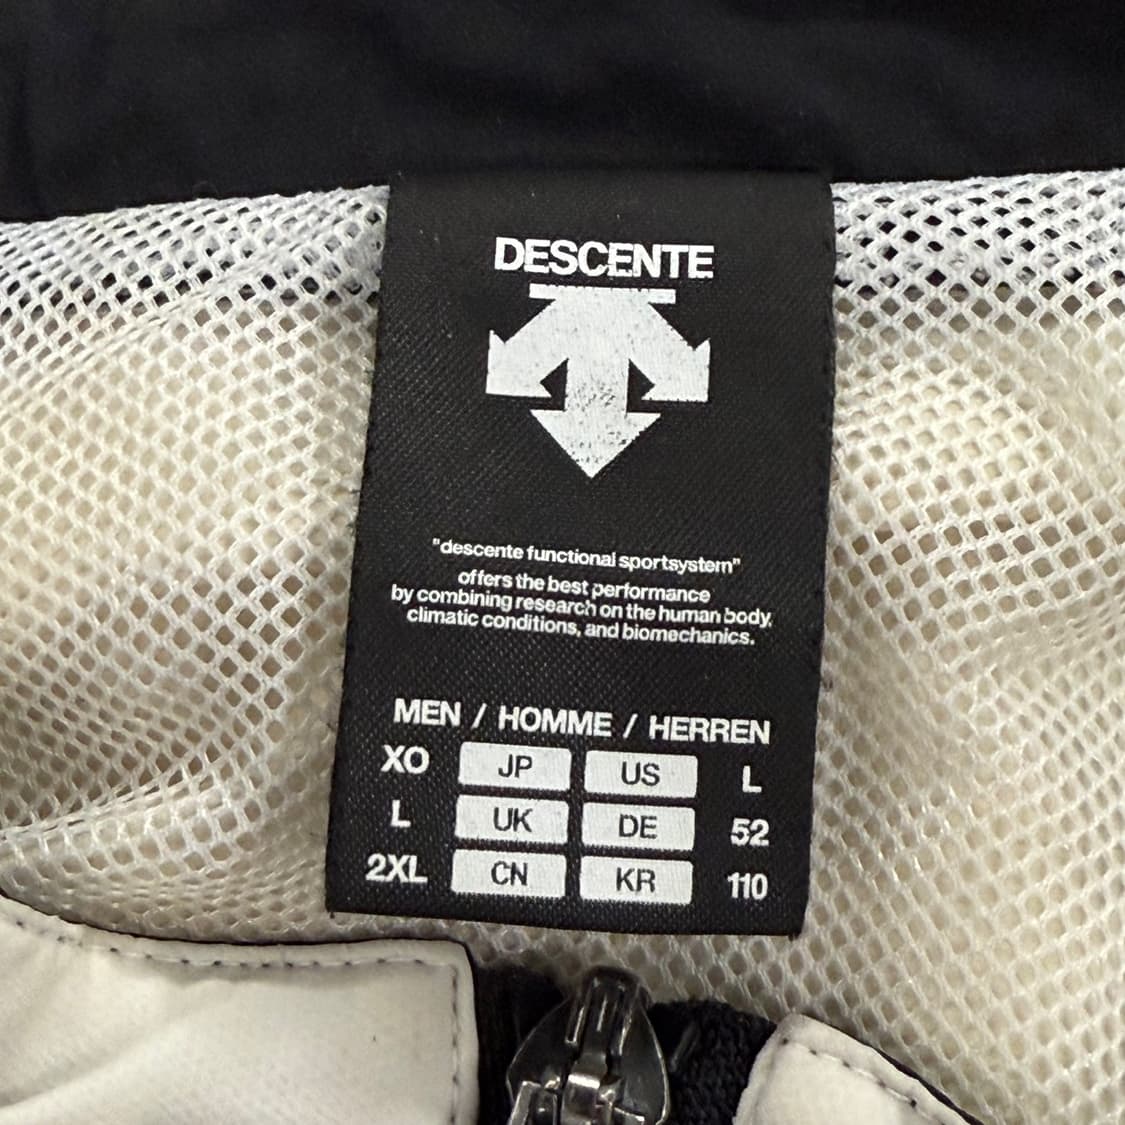 DESCENTE
"descente functional sportsystem"
offers the best performance
by combining research on the human body,
climatic conditions, and biomechanics.
MEN / HOMME / HERREN
XO JP US L
L UK DE 52
2XL CN KR 110